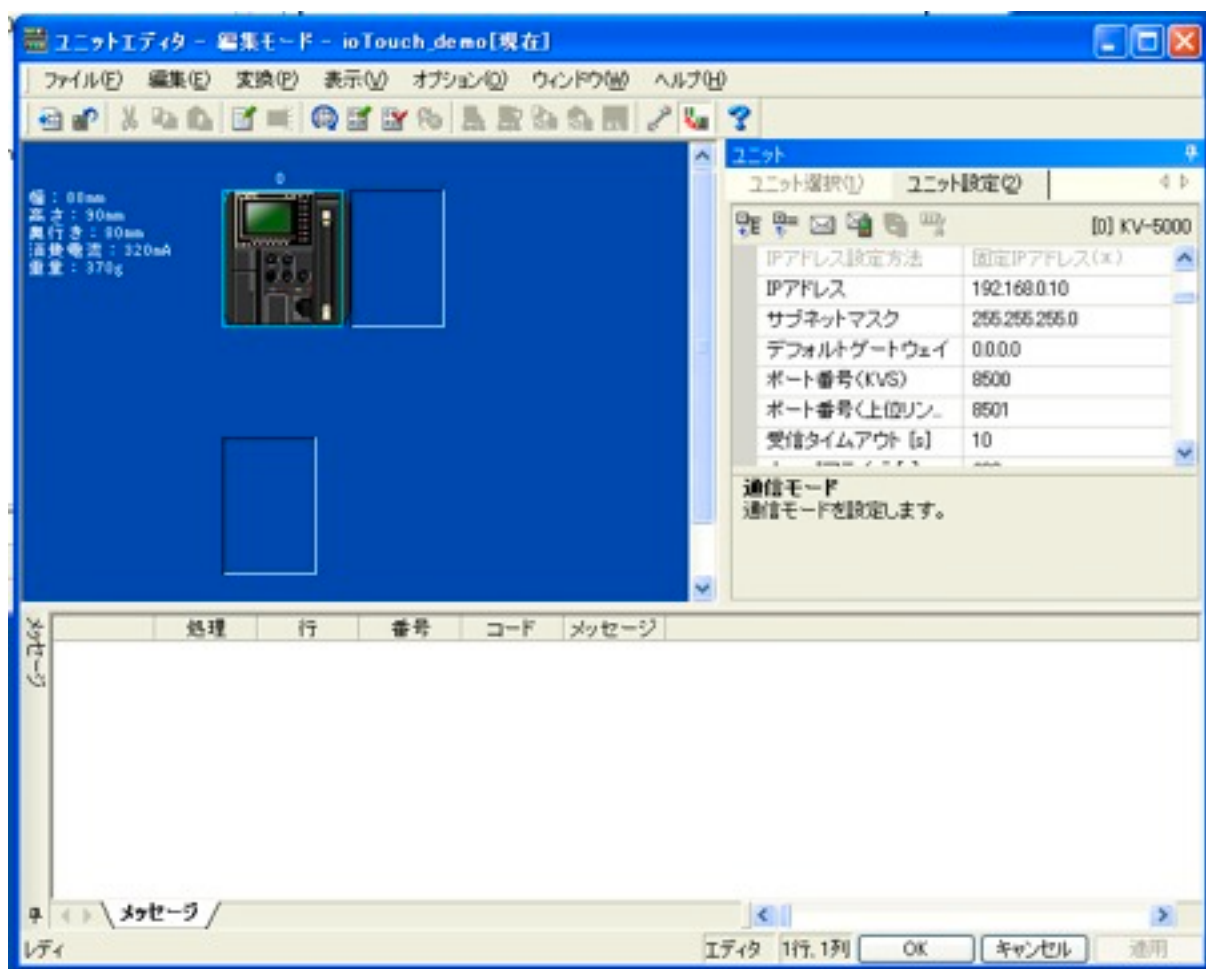 ユニットエディタ - 編集モード - ioTouch_demo[現在]
ファイル(F) 編集(E) 変換(P) 表示(V) オプション(O) ウィンドウ(W) ヘルプ(H)
0
幅：88mm
高さ：90mm
奥行き：80mm
消費電流：320mA
重量：370g
ユニット
ユニット選択(1) ユニット設定(2)
[0] KV-5000
IPアドレス設定方法 固定IPアドレス(*)
IPアドレス 192.168.0.10
サブネットマスク 255.255.255.0
デフォルトゲートウェイ 0.0.0.0
ポート番号(KVS) 8500
ポート番号(上位リン...
8501
受信タイムアウト [s] 10
通信モード
通信モードを設定します。
処理 行 番号 コード メッセージ
メッセージ
メッセージ
レディ
エディタ 1行, 1列 OK キャンセル 適用